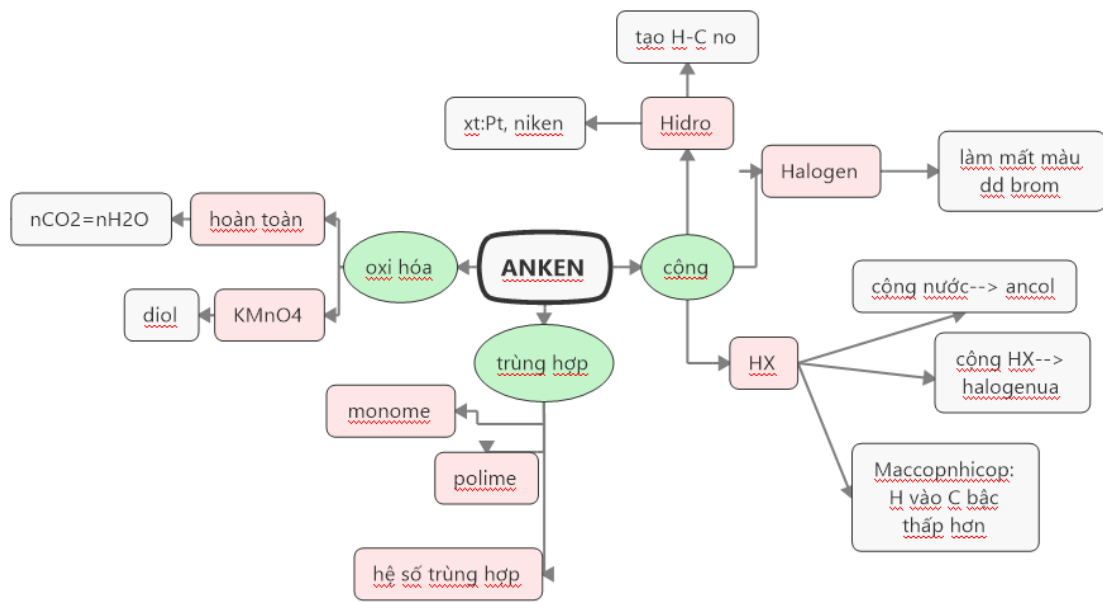 tạo H-C no
xt:Pt, niken
Hidro
Halogen
làm mất màu
dd brom
nCO2=nH2O
hoàn toàn
oxi hóa
ANKEN
cộng
diol
KMnO4
cộng nước--> ancol
trùng hợp
HX
cộng HX-->
halogenua
monome
polime
Maccopnhicop:
H vào C bậc
thấp hơn
hệ số trùng hợp